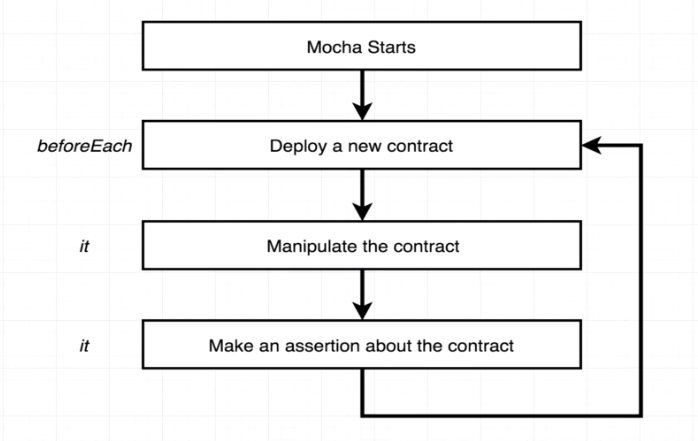 Mocha Starts
beforeEach
Deploy a new contract
it
Manipulate the contract
it
Make an assertion about the contract